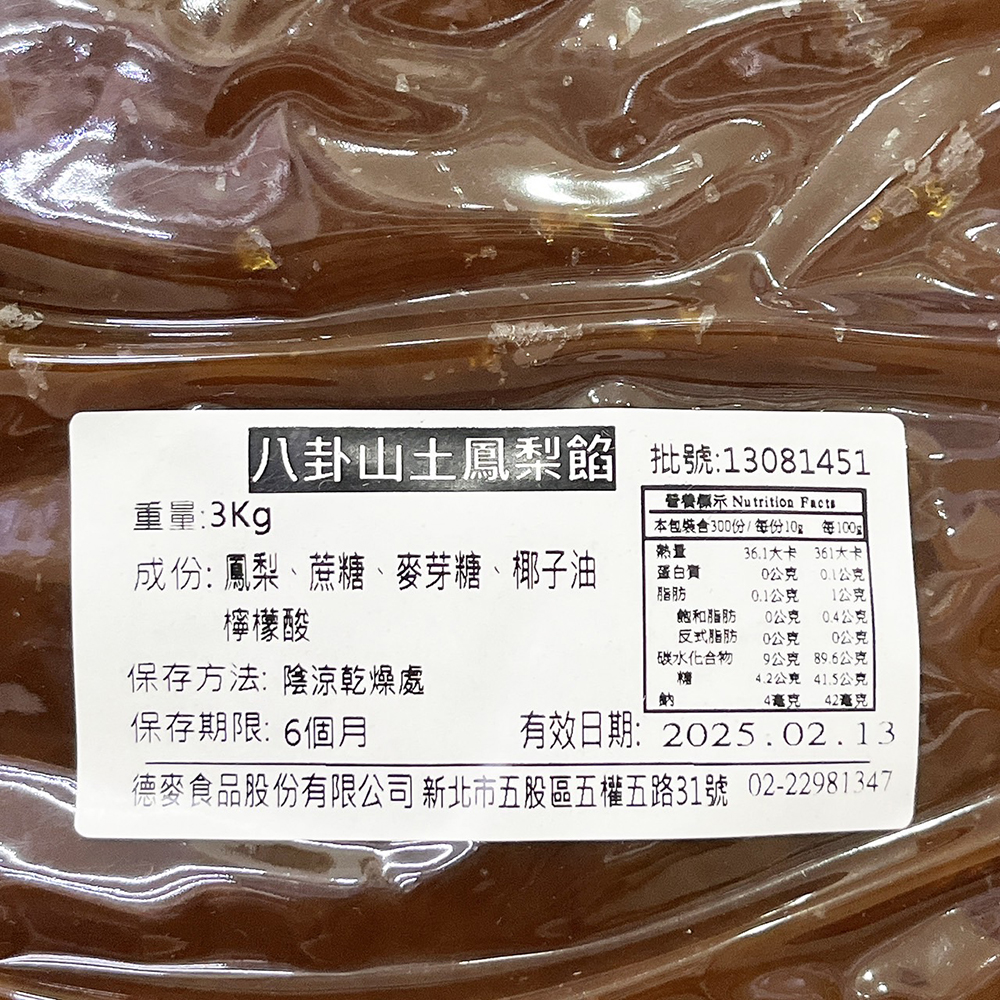 八卦山土鳳梨餡
批號:13081451
重量:3Kg
成份: 鳳梨、蔗糖、麥芽糖、椰子油
檸檬酸
保存方法: 陰涼乾燥處
保存期限: 6個月
有效日期: 2025.02.13
營養標示 Nutrition Facts
本包裝含300份/每份10g 每100g
熱量 36.1大卡 361大卡
蛋白質 0公克 0.1公克
脂肪 0.1公克 1公克
飽和脂肪 0公克 0.4公克
反式脂肪 0公克 0公克
碳水化合物 9公克 89.6公克
糖 4.2公克 41.5公克
鈉 4毫克 42毫克
德麥食品股份有限公司 新北市五股區五權五路31號 02-22981347